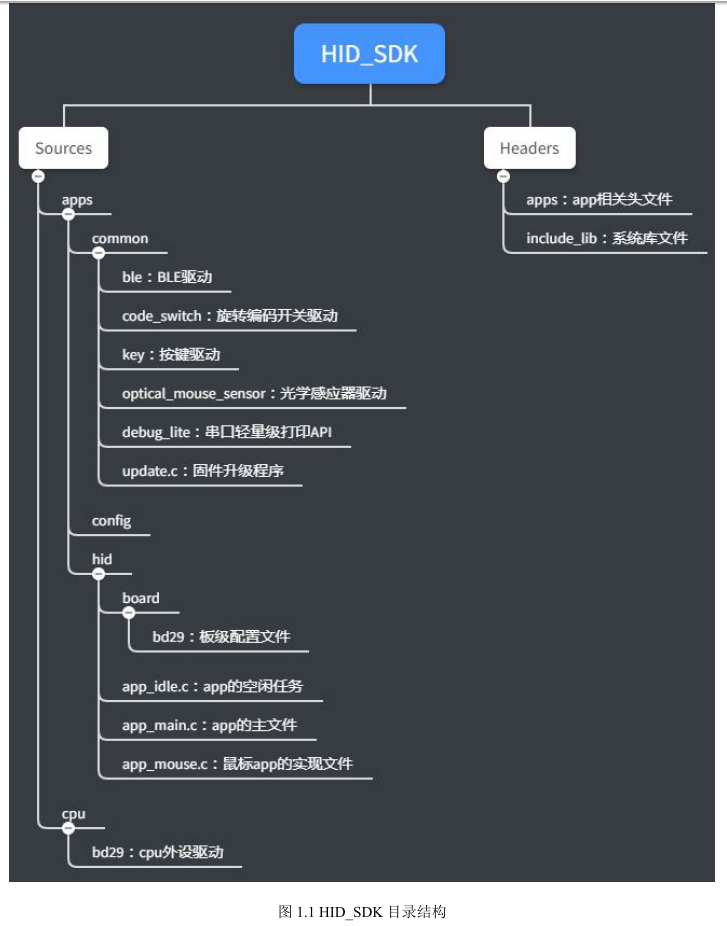 HID_SDK
Sources
Headers
apps
apps：app相关头文件
common
include_lib：系统库文件
ble：BLE驱动
code_switch：旋转编码开关驱动
key：按键驱动
optical_mouse_sensor：光学感应器驱动
debug_lite：串口轻量级打印API
update.c：固件升级程序
config
hid
board
bd29：板级配置文件
app_idle.c：app的空闲任务
app_main.c：app的主文件
app_mouse.c：鼠标app的实现文件
cpu
bd29：cpu外设驱动
图 1.1 HID_SDK 目录结构